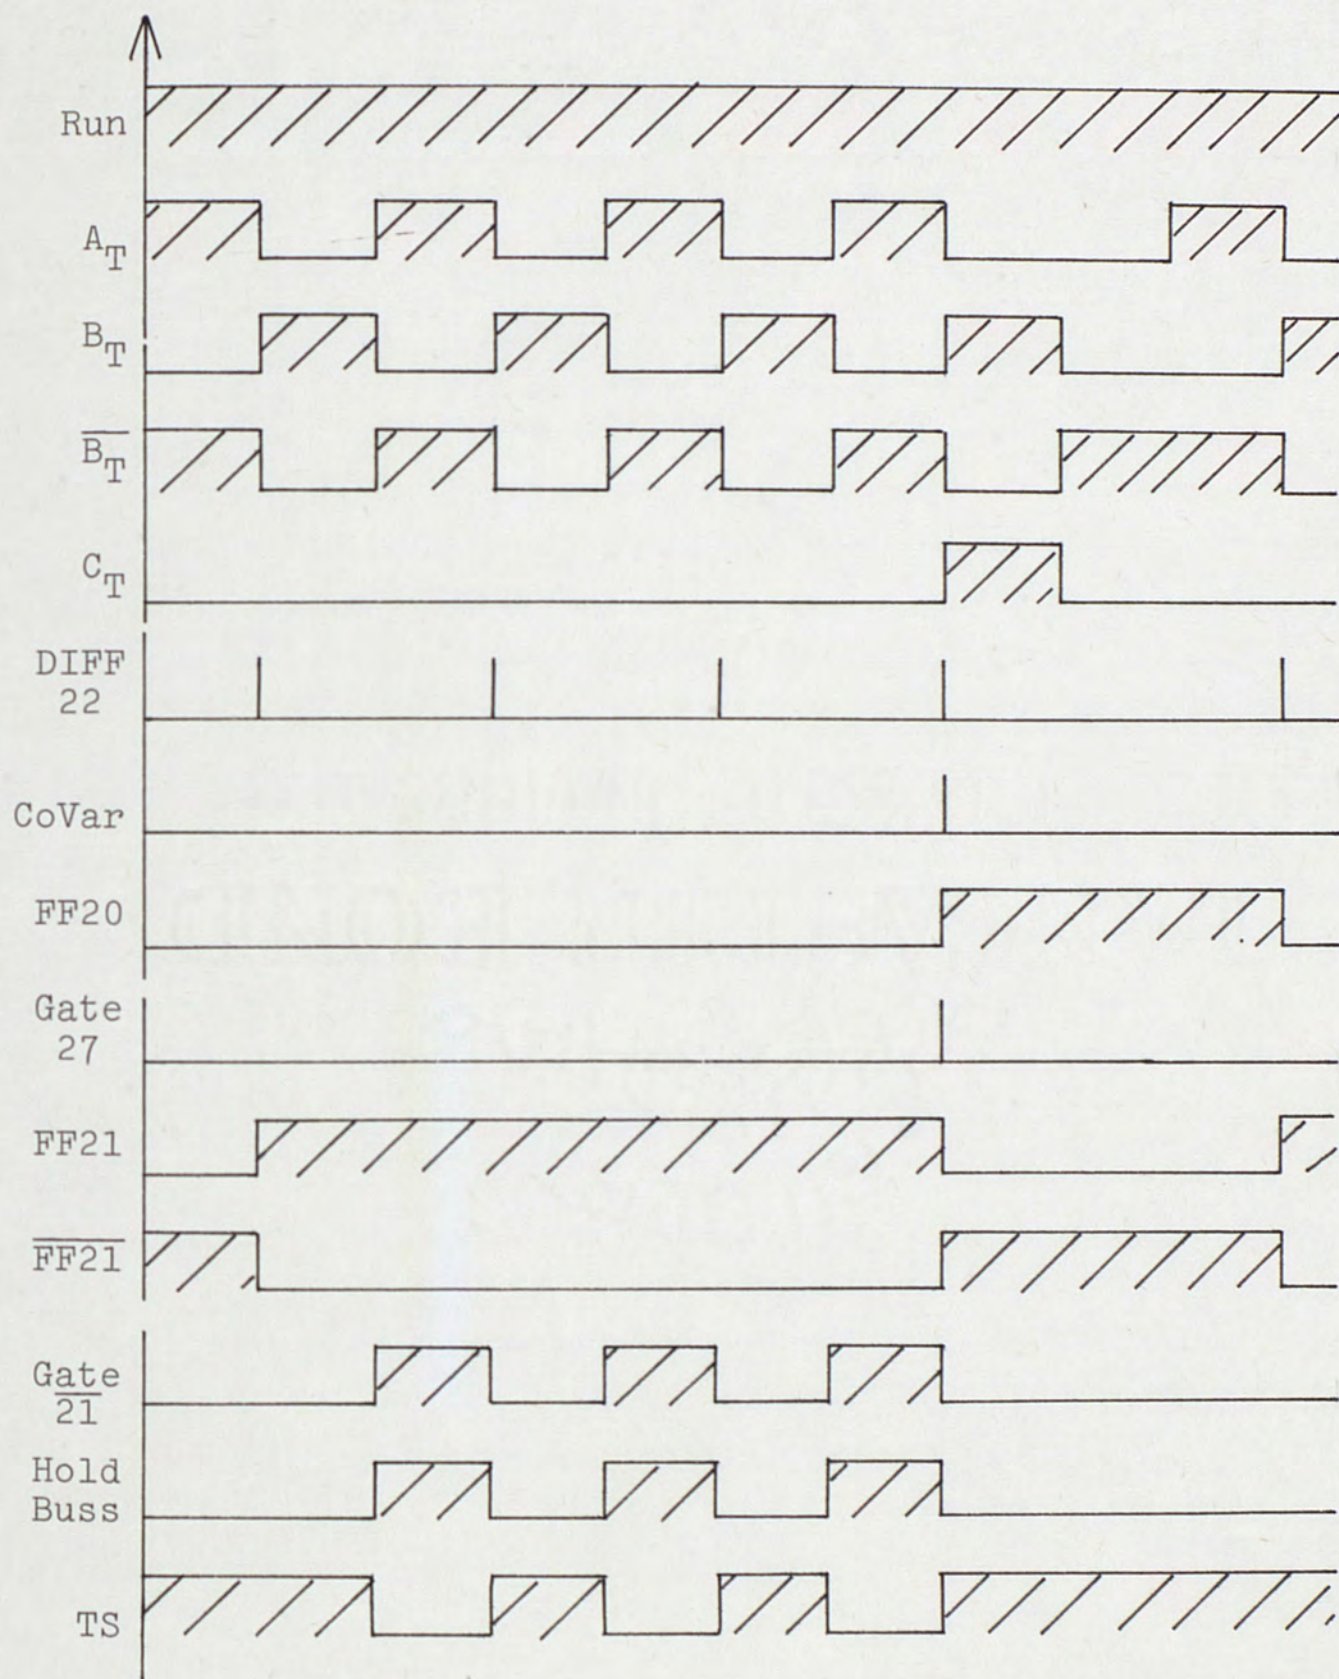 Run
A_T
B_T
B̅_T̅
C_T
DIFF
22
CoVar
FF20
Gate
27
FF21
F̅F̅2̅1̅
Gate
2̅1̅
Hold
Buss
TS